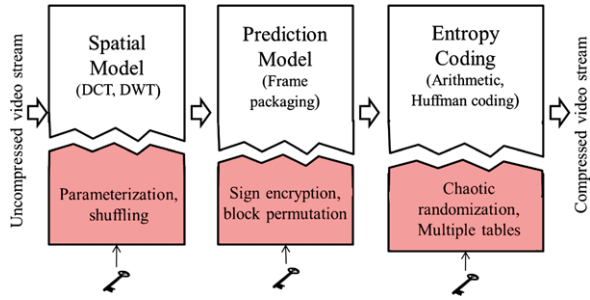 Uncompressed video stream
Spatial
Model
(DCT, DWT)
Parameterization,
shuffling
Prediction
Model
(Frame
packaging)
Sign encryption,
block permutation
Entropy
Coding
(Arithmetic,
Huffman coding)
Chaotic
randomization,
Multiple tables
Compressed video stream